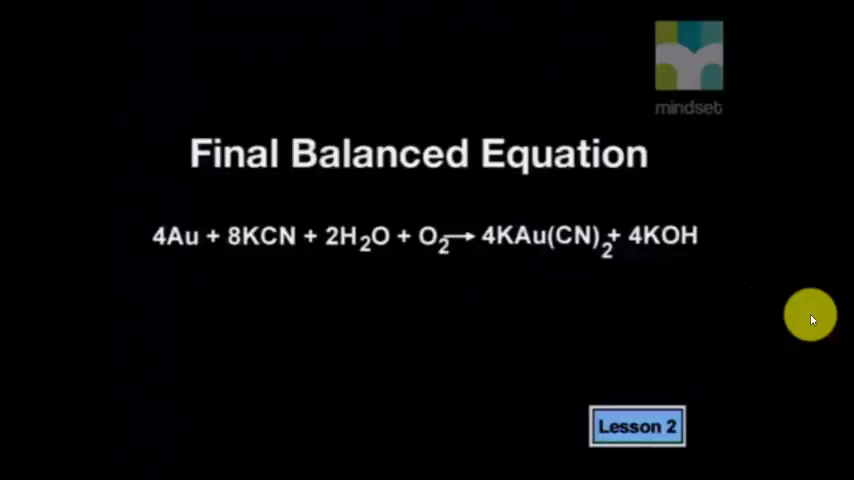 mindset
Final Balanced Equation
4Au + 8KCN + 2H₂O + O₂→ 4KAu(CN)₂+ 4KOH
Lesson 2